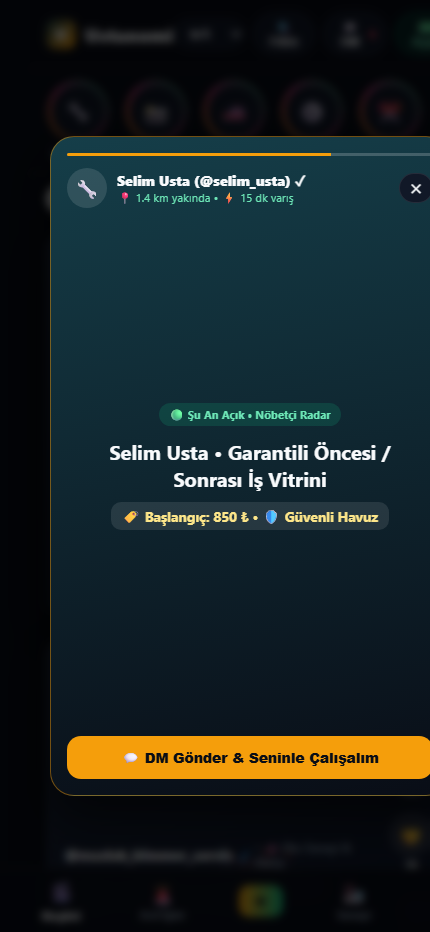 Selim Usta (@selim_usta) ✓
📍 1.4 km yakında • ⚡ 15 dk varış
✕
🟢 Şu An Açık • Nöbetçi Radar
Selim Usta • Garantili Öncesi /
Sonrası İş Vitrini
🏷️ Başlangıç: 850 ₺ • 🛡️ Güvenli Havuz
💬 DM Gönder & Seninle Çalışalım